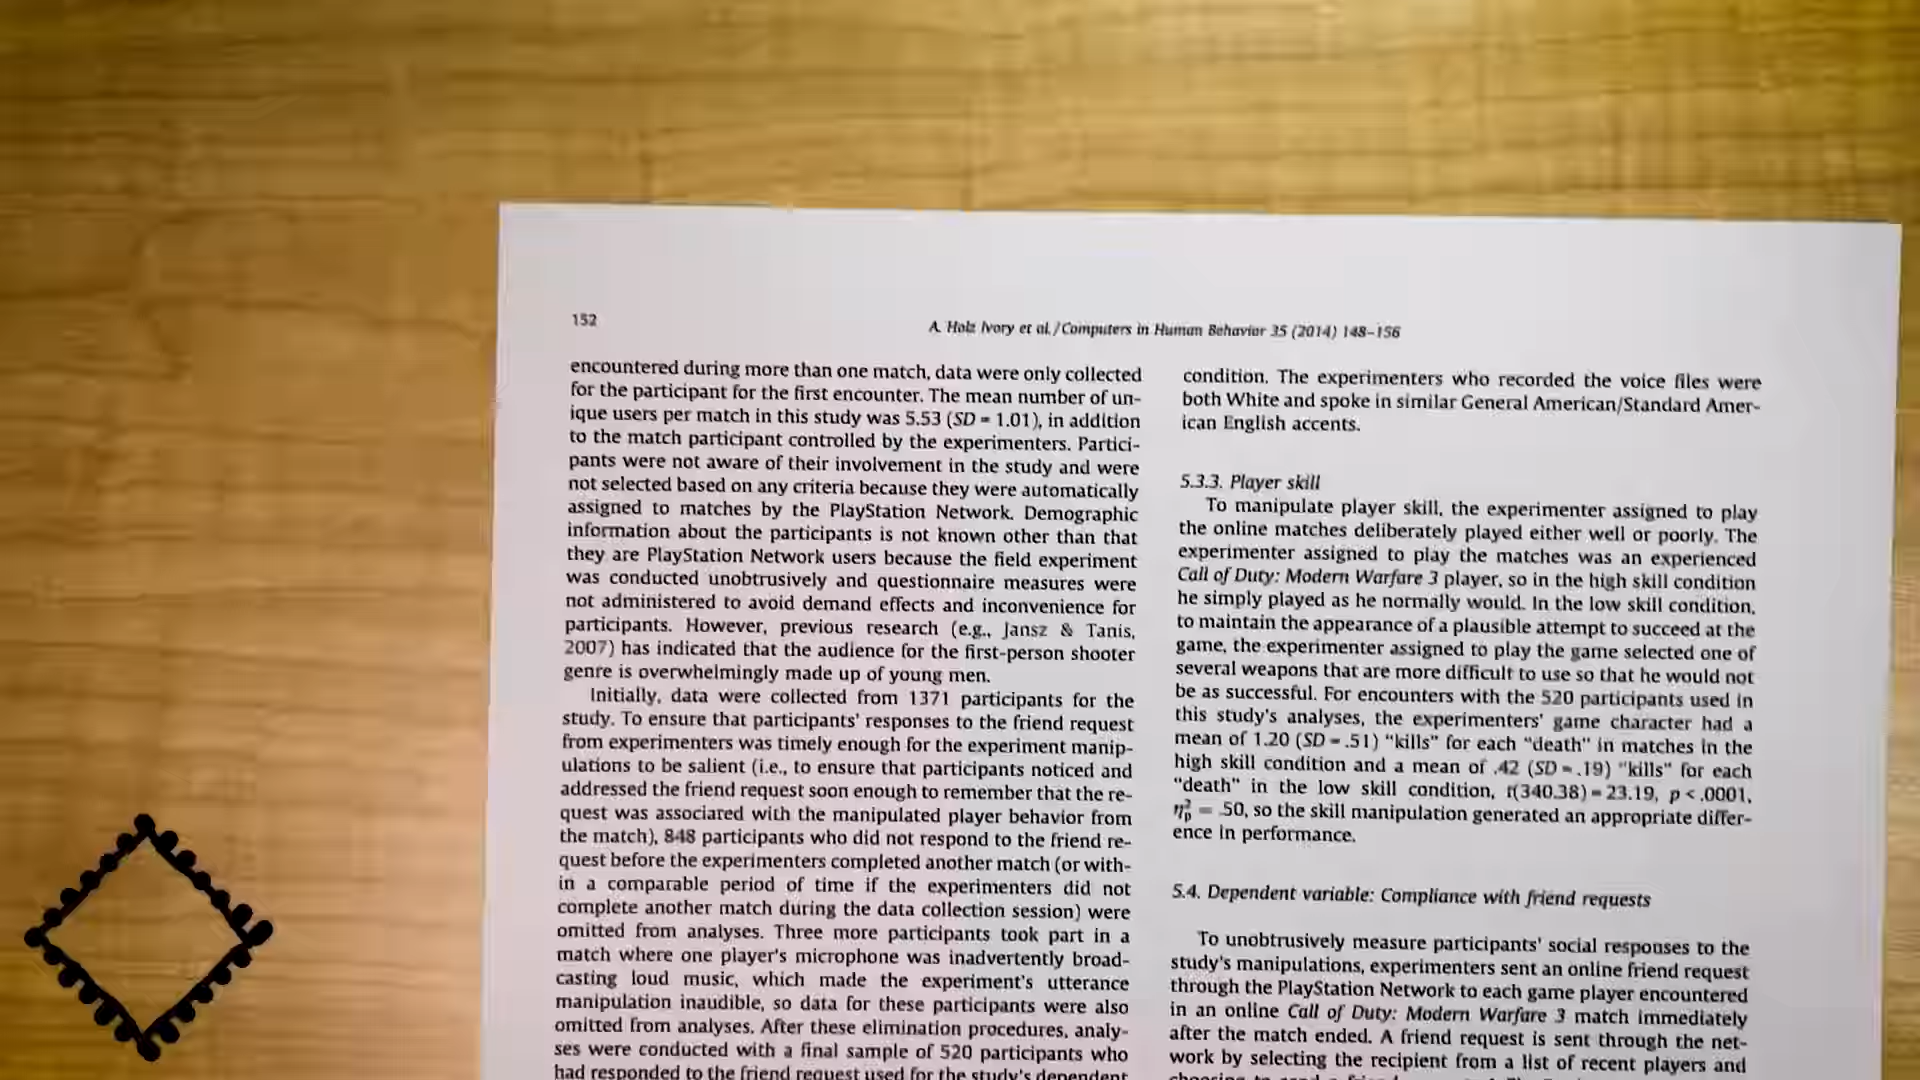 152
A. Holz Ivory et al. / Computers in Human Behavior 35 (2014) 148–156
encountered during more than one match, data were only collected
for the participant for the first encounter. The mean number of un-
ique users per match in this study was 5.53 (SD = 1.01), in addition
to the match participant controlled by the experimenters. Partici-
pants were not aware of their involvement in the study and were
not selected based on any criteria because they were automatically
assigned to matches by the PlayStation Network. Demographic
information about the participants is not known other than that
they are PlayStation Network users because the field experiment
was conducted unobtrusively and questionnaire measures were
not administered to avoid demand effects and inconvenience for
participants. However, previous research (e.g., Jansz & Tanis,
2007) has indicated that the audience for the first-person shooter
genre is overwhelmingly made up of young men.
Initially, data were collected from 1371 participants for the
study. To ensure that participants' responses to the friend request
from experimenters was timely enough for the experiment manip-
ulations to be salient (i.e., to ensure that participants noticed and
addressed the friend request soon enough to remember that the re-
quest was associated with the manipulated player behavior from
the match), 848 participants who did not respond to the friend re-
quest before the experimenters completed another match (or with-
in a comparable period of time if the experimenters did not
complete another match during the data collection session) were
omitted from analyses. Three more participants took part in a
match where one player's microphone was inadvertently broad-
casting loud music, which made the experiment's utterance
manipulation inaudible, so data for these participants were also
omitted from analyses. After these elimination procedures, analy-
ses were conducted with a final sample of 520 participants who
had responded to the friend request used for the study's dependent
condition. The experimenters who recorded the voice files were
both White and spoke in similar General American/Standard Amer-
ican English accents.
5.3.3. Player skill
To manipulate player skill, the experimenter assigned to play
the online matches deliberately played either well or poorly. The
experimenter assigned to play the matches was an experienced
Call of Duty: Modern Warfare 3 player, so in the high skill condition
he simply played as he normally would. In the low skill condition,
to maintain the appearance of a plausible attempt to succeed at the
game, the experimenter assigned to play the game selected one of
several weapons that are more difficult to use so that he would not
be as successful. For encounters with the 520 participants used in
this study's analyses, the experimenters' game character had a
mean of 1.20 (SD = .51) "kills" for each "death" in matches in the
high skill condition and a mean of .42 (SD = .19) "kills" for each
"death" in the low skill condition, t(340.38) = 23.19, p < .0001,
η²ₚ = .50, so the skill manipulation generated an appropriate differ-
ence in performance.
5.4. Dependent variable: Compliance with friend requests
To unobtrusively measure participants' social responses to the
study's manipulations, experimenters sent an online friend request
through the PlayStation Network to each game player encountered
in an online Call of Duty: Modern Warfare 3 match immediately
after the match ended. A friend request is sent through the net-
work by selecting the recipient from a list of recent players and